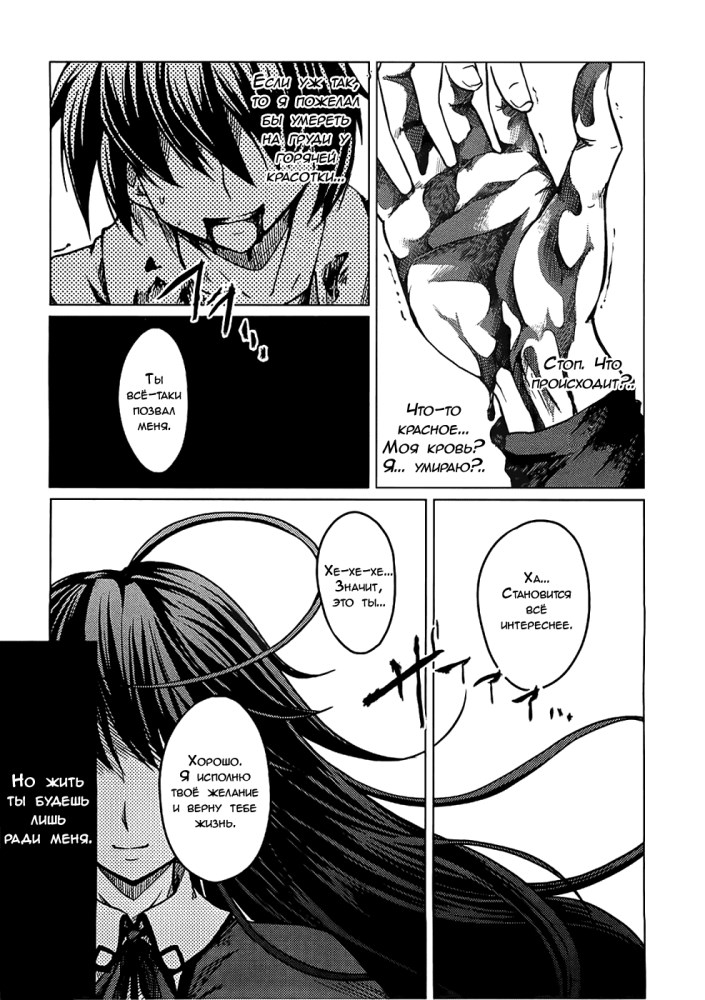 Стоп. Что
происходит?..
Что-то
красное...
Моя кровь?
Я... умираю?..
Если уж так,
то я пожелал
бы умереть
на груди у
горячей
красотки...
Ты
всё-таки
позвал
меня.
Ха...
Становится
всё
интереснее.
Хе-хе-хе...
Значит,
это ты...
Хорошо.
Я исполню
твоё желание
и верну тебе
жизнь.
Но жить
ты будешь
лишь
ради меня.